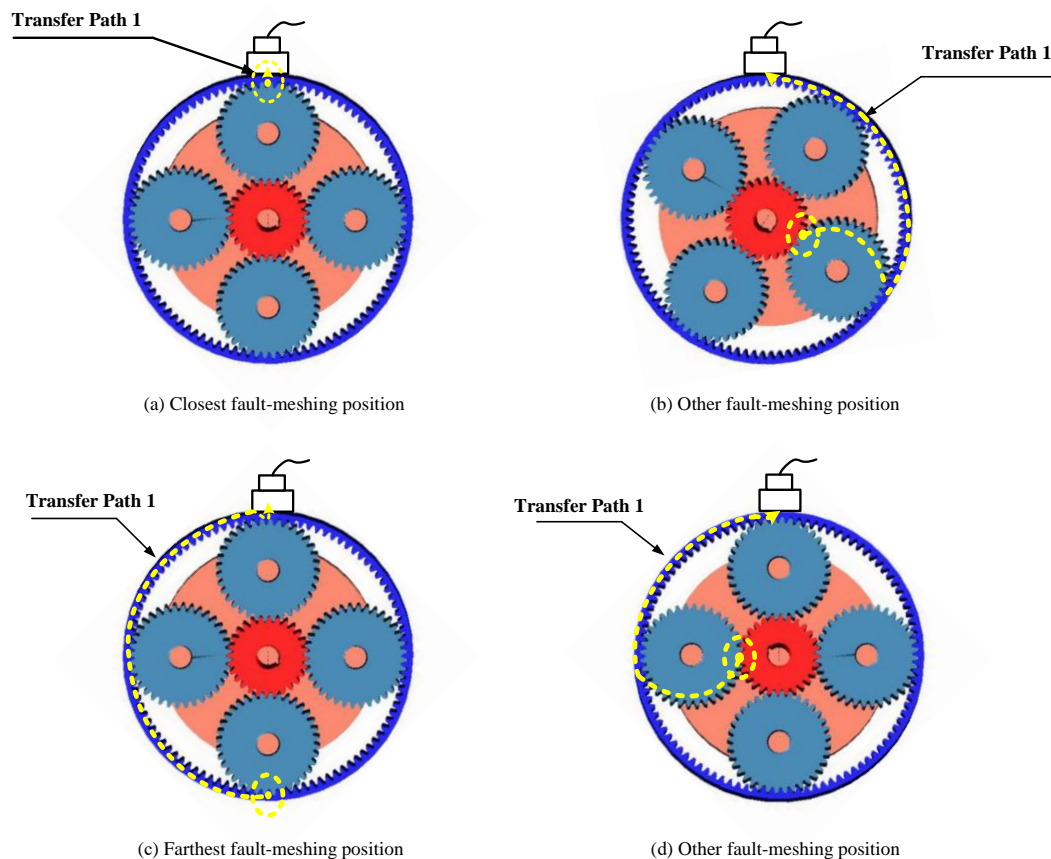 Transfer Path 1
Transfer Path 1
(a) Closest fault-meshing position
(b) Other fault-meshing position
Transfer Path 1
Transfer Path 1
(c) Farthest fault-meshing position
(d) Other fault-meshing position